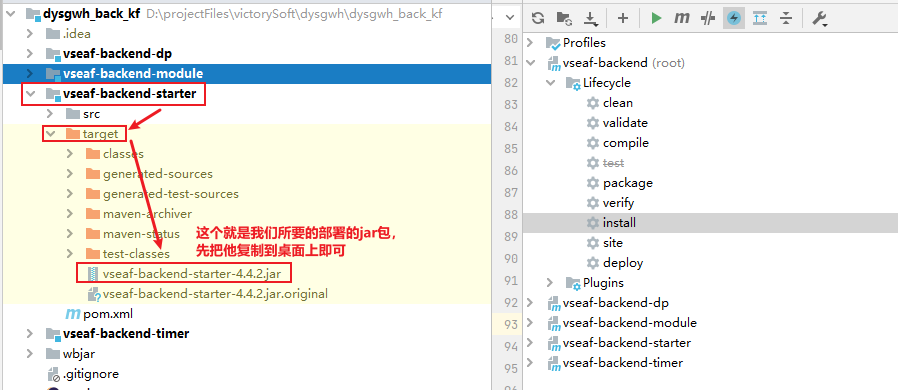 dysgwh_back_kf D:\projectFiles\victorySoft\dysgwh\dysgwh_back_kf
.idea
vseaf-backend-dp
vseaf-backend-module
vseaf-backend-starter
src
target
classes
generated-sources
generated-test-sources
maven-archiver
maven-status
test-classes
vseaf-backend-starter-4.4.2.jar
vseaf-backend-starter-4.4.2.jar.original
pom.xml
vseaf-backend-timer
wbjar
.gitignore
这个就是我们所要的部署的jar包，
先把他复制到桌面上即可
80
81
82
83
84
85
86
87
88
89
90
91
92
93
94
95
Profiles
vseaf-backend (root)
Lifecycle
clean
validate
compile
test
package
verify
install
site
deploy
Plugins
vseaf-backend-dp
vseaf-backend-module
vseaf-backend-starter
vseaf-backend-timer